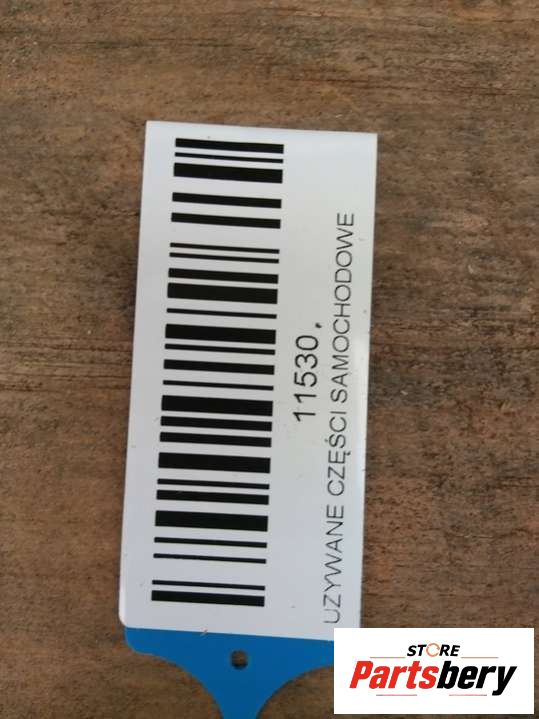 11530,
UZYWANE CZĘŚCI SAMOCHODOWE
STORE
Partsbery